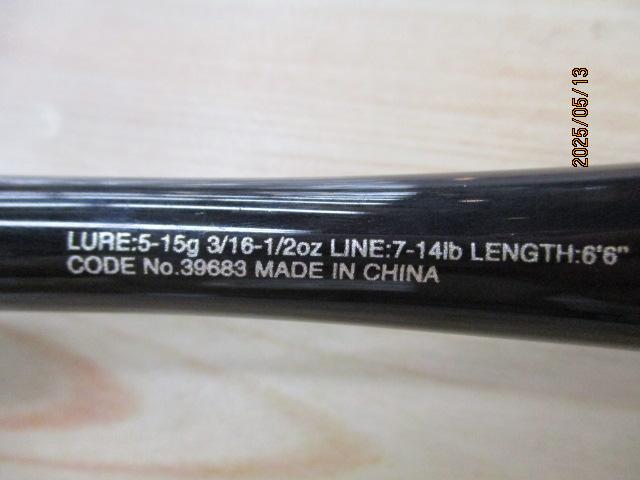 2025/05/13
LURE:5-15g 3/16-1/2oz LINE:7-14lb LENGTH:6'6"
CODE No.39683 MADE IN CHINA